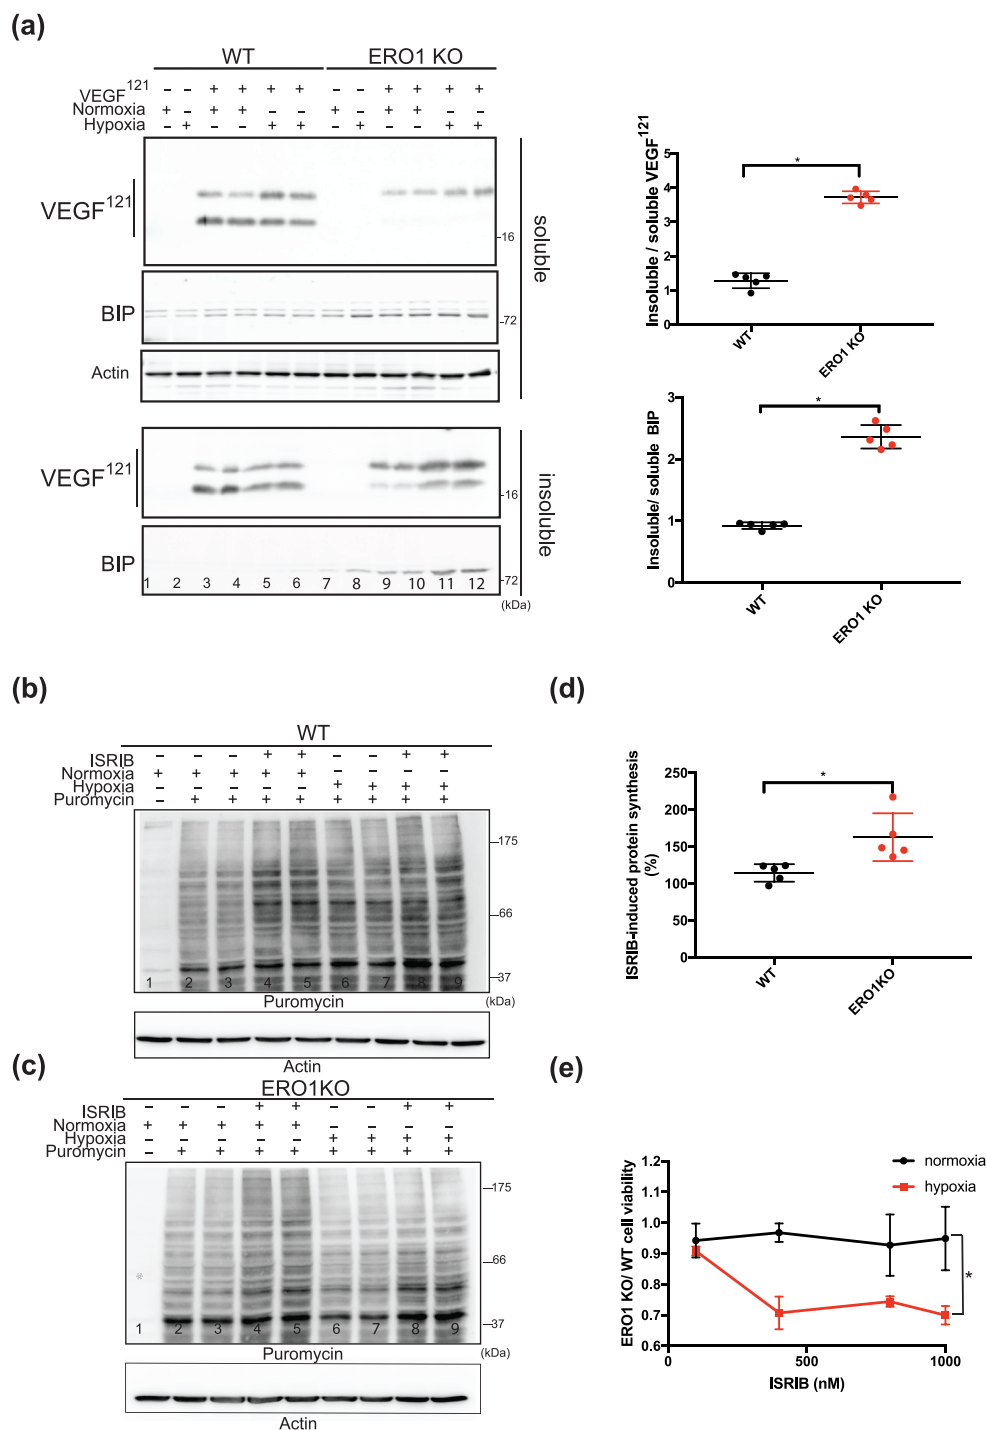 (a)
WT ERO1 KO
VEGF121 – – + + + + – – + + + +
Normoxia + – + + – – + – + + – –
Hypoxia – + – – + + – + – – + +
VEGF121
-16
soluble
BIP
-72
Actin
VEGF121
-16
insoluble
BIP
1 2 3 4 5 6 7 8 9 10 11 12
-72
(kDa)
Insoluble / soluble VEGF121
5
4
3
2
1
0
*
WT
ERO1 KO
Insoluble/ soluble BIP
3
2
1
0
*
WT
ERO1 KO
(b)
WT
ISRIB – – – + + – – + +
Normoxia + + + + + – – – –
Hypoxia – – – – – + + + +
Puromycin – + + + + + + + +
175
66
37
1 2 3 4 5 6 7 8 9
Puromycin
(kDa)
Actin
(c)
ERO1KO
ISRIB – – – + + – – + +
Normoxia + + + + + – – – –
Hypoxia – – – – – + + + +
Puromycin – + + + + + + + +
175
66
*
37
1 2 3 4 5 6 7 8 9
Puromycin
(kDa)
Actin
(d)
ISRIB-induced protein synthesis
(%)
250
200
150
100
50
0
*
WT
ERO1KO
(e)
ERO1 KO/ WT cell viability
normoxia
hypoxia
1.2
1.1
1.0
0.9
0.8
0.7
0.6
*
0 500 1000
ISRIB (nM)